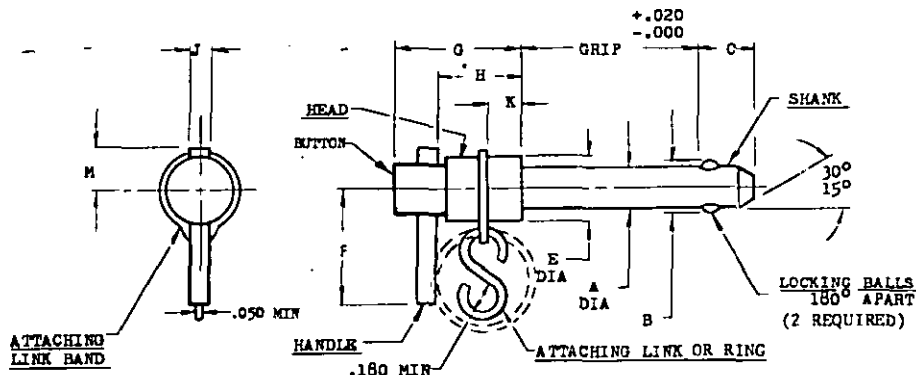 +.020
-.000
J
G
GRIP
C
H
K
HEAD
SHANK
BUTTON
M
30°
15°
F
E
DIA
A
DIA
B
LOCKING BALLS
180° APART
(2 REQUIRED)
.050 MIN
ATTACHING
LINK BAND
HANDLE
ATTACHING LINK OR RING
.180 MIN